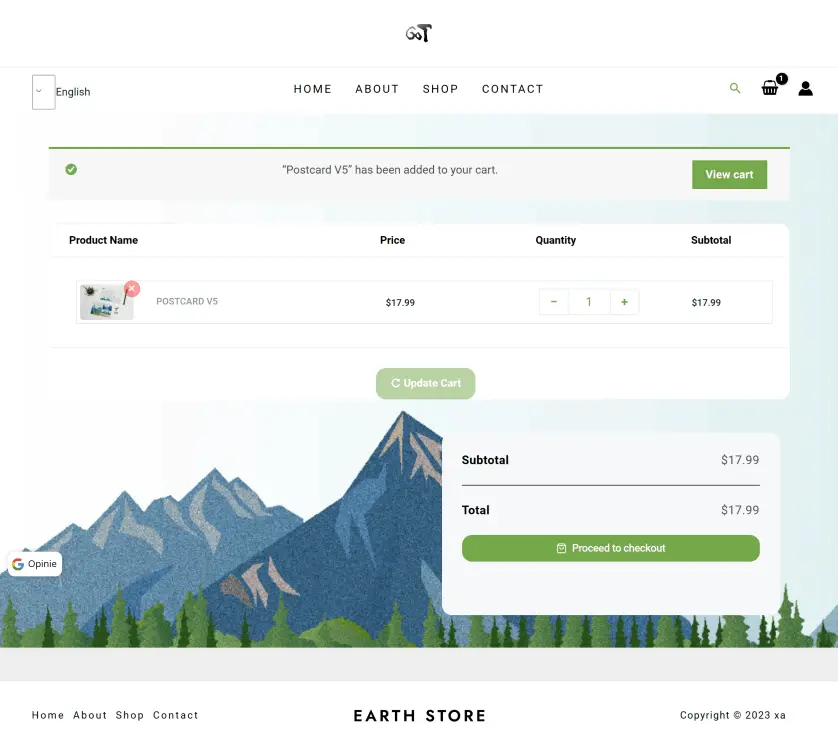 English
HOME ABOUT SHOP CONTACT
1
“Postcard V5” has been added to your cart.
View cart
Product Name Price Quantity Subtotal
POSTCARD V5 $17.99 − 1 + $17.99
Update Cart
Subtotal $17.99
Total $17.99
Proceed to checkout
Opinie
Home About Shop Contact
EARTH STORE
Copyright © 2023 xa